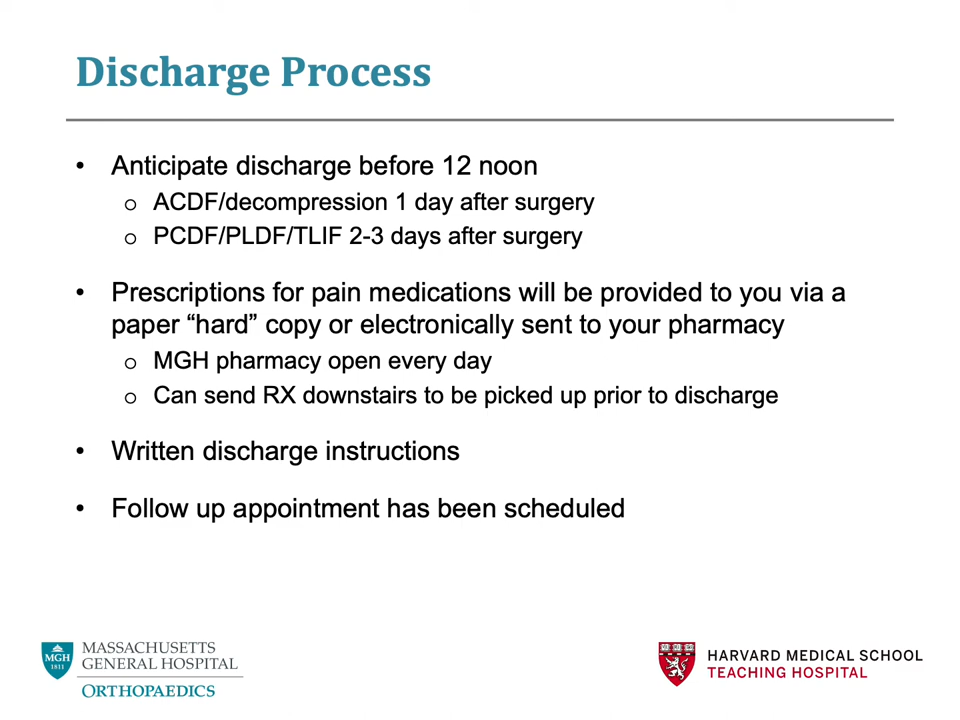 Discharge Process
• Anticipate discharge before 12 noon
o ACDF/decompression 1 day after surgery
o PCDF/PLDF/TLIF 2-3 days after surgery
• Prescriptions for pain medications will be provided to you via a
paper “hard” copy or electronically sent to your pharmacy
o MGH pharmacy open every day
o Can send RX downstairs to be picked up prior to discharge
• Written discharge instructions
• Follow up appointment has been scheduled
MGH
1811
MASSACHUSETTS
GENERAL HOSPITAL
ORTHOPAEDICS
HARVARD MEDICAL SCHOOL
TEACHING HOSPITAL